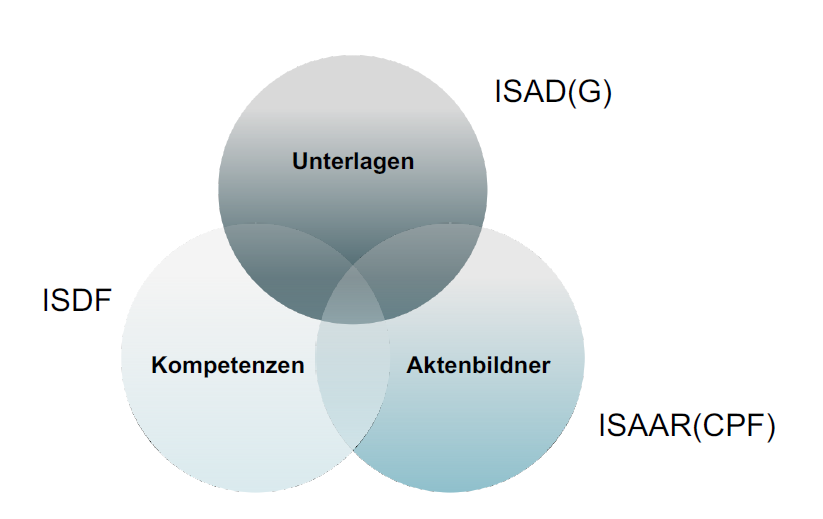 ISAD(G)
Unterlagen
ISDF
Kompetenzen
Aktenbildner
ISAAR(CPF)